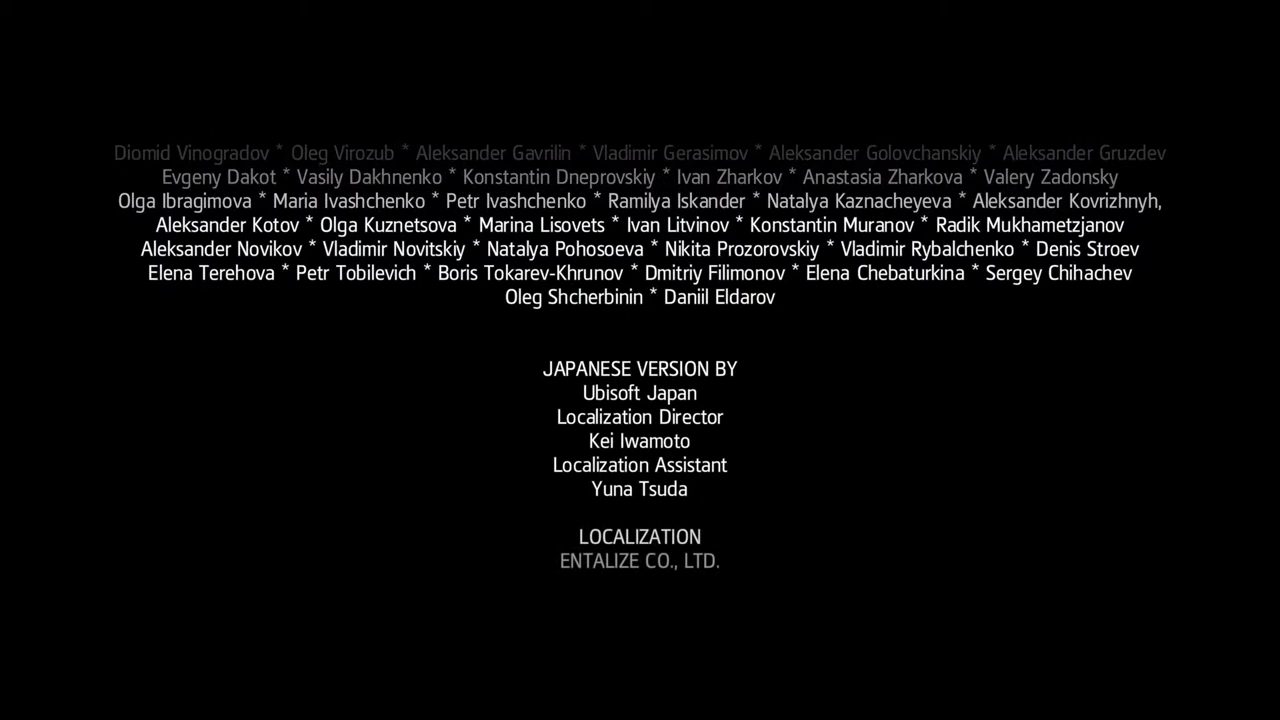 Diomid Vinogradov * Oleg Virozub * Aleksander Gavrilin * Vladimir Gerasimov * Aleksander Golovchanskiy * Aleksander Gruzdev
Evgeny Dakot * Vasily Dakhnenko * Konstantin Dneprovskiy * Ivan Zharkov * Anastasia Zharkova * Valery Zadonsky
Olga Ibragimova * Maria Ivashchenko * Petr Ivashchenko * Ramilya Iskander * Natalya Kaznacheyeva * Aleksander Kovrizhnyh,
Aleksander Kotov * Olga Kuznetsova * Marina Lisovets * Ivan Litvinov * Konstantin Muranov * Radik Mukhametzjanov
Aleksander Novikov * Vladimir Novitskiy * Natalya Pohosoeva * Nikita Prozorovskiy * Vladimir Rybalchenko * Denis Stroev
Elena Terehova * Petr Tobilevich * Boris Tokarev-Khrunov * Dmitriy Filimonov * Elena Chebaturkina * Sergey Chihachev
Oleg Shcherbinin * Daniil Eldarov
JAPANESE VERSION BY
Ubisoft Japan
Localization Director
Kei Iwamoto
Localization Assistant
Yuna Tsuda
LOCALIZATION
ENTALIZE CO., LTD.